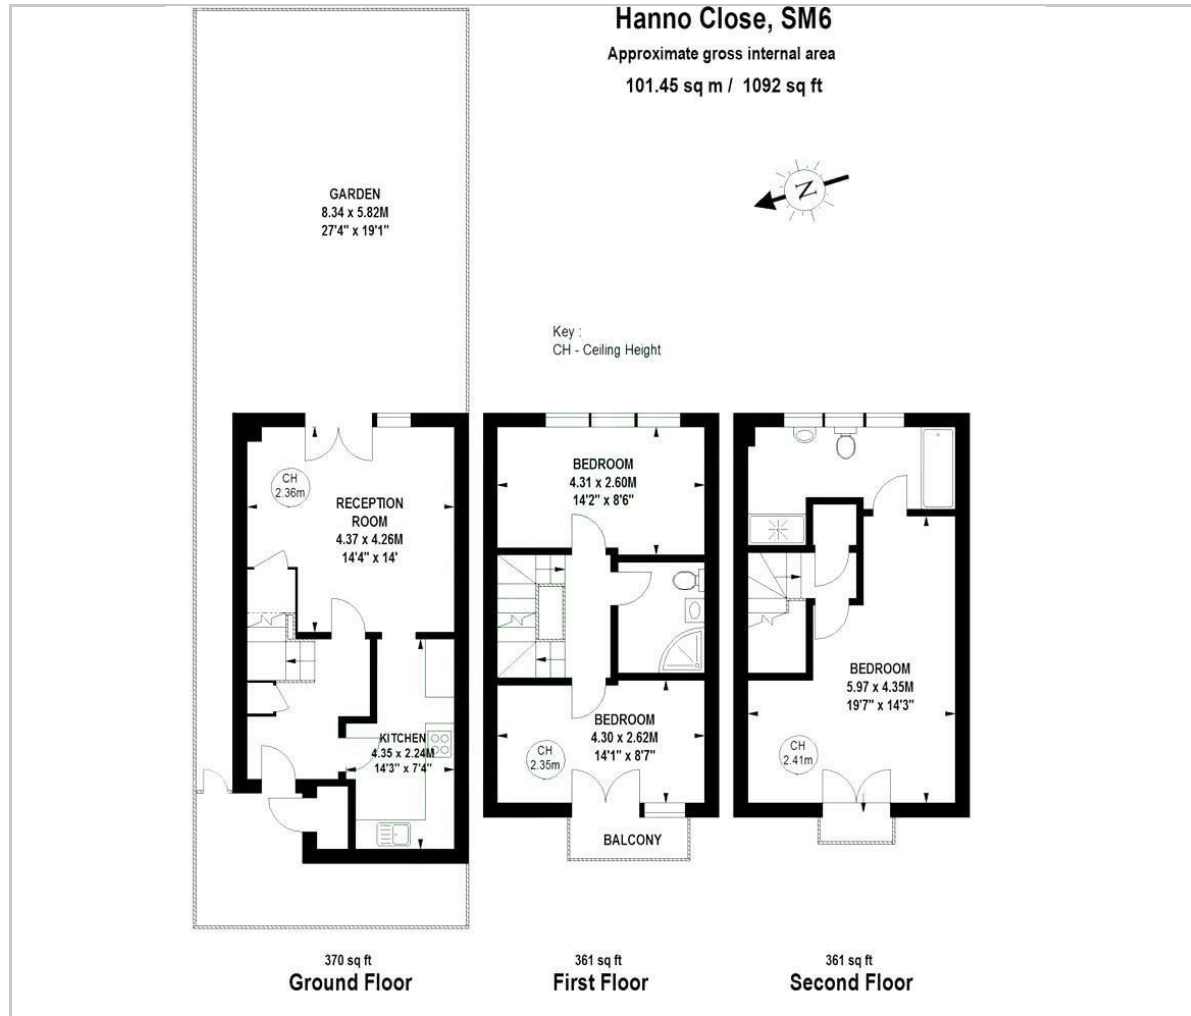 Hanno Close, SM6
Approximate gross internal area
101.45 sq m / 1092 sq ft
N
GARDEN
8.34 x 5.82M
27'4" x 19'1"
Key :
CH - Ceiling Height
CH
2.36m
RECEPTION
ROOM
4.37 x 4.26M
14'4" x 14'
KITCHEN
4.35 x 2.24M
14'3" x 7'4"
BEDROOM
4.31 x 2.60M
14'2" x 8'6"
BEDROOM
4.30 x 2.62M
14'1" x 8'7"
CH
2.35m
BALCONY
BEDROOM
5.97 x 4.35M
19'7" x 14'3"
CH
2.41m
370 sq ft
Ground Floor
361 sq ft
First Floor
361 sq ft
Second Floor